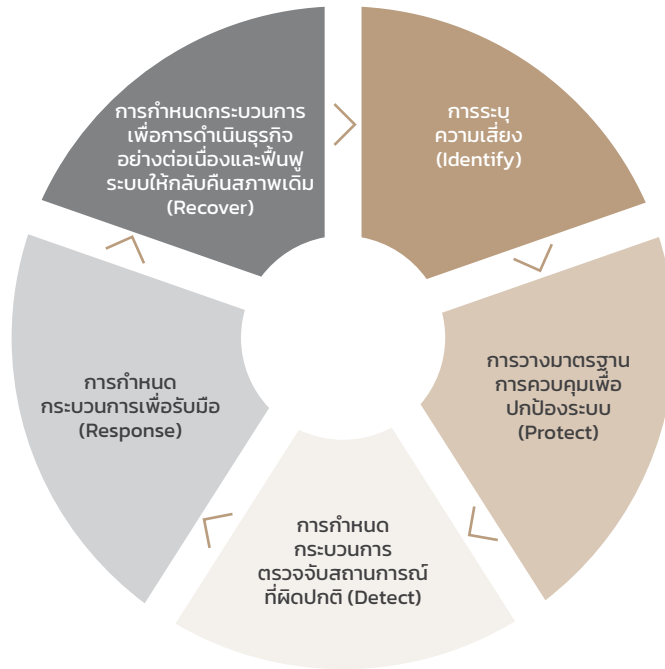 การระบุ
ความเสี่ยง
(Identify)
การวางมาตรฐาน
การควบคุมเพื่อ
ปกป้องระบบ
(Protect)
การกำหนด
กระบวนการ
ตรวจจับสถานการณ์
ที่ผิดปกติ (Detect)
การกำหนด
กระบวนการเพื่อรับมือ
(Response)
การกำหนดกระบวนการ
เพื่อการดำเนินธุรกิจ
อย่างต่อเนื่องและฟื้นฟู
ระบบให้กลับคืนสภาพเดิม
(Recover)